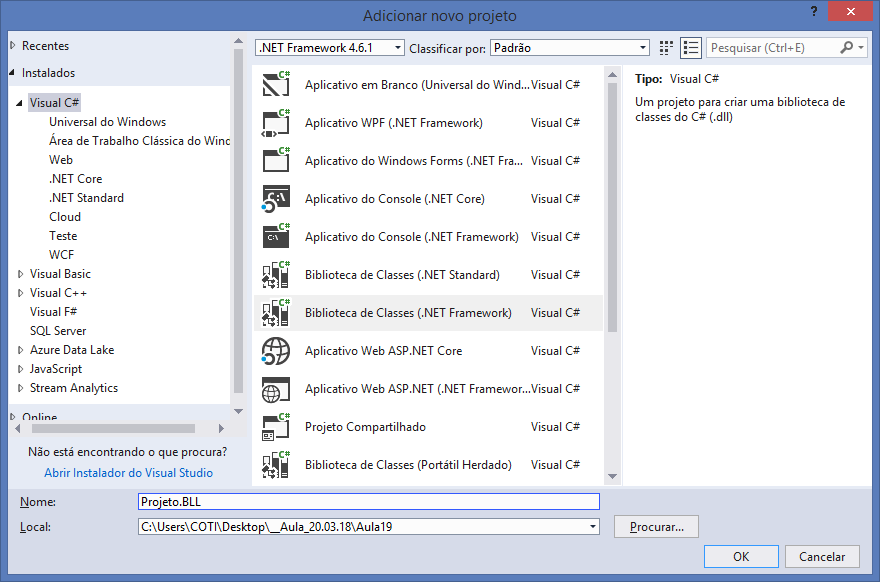 Adicionar novo projeto
?
Recentes
Instalados
Visual C#
Universal do Windows
Área de Trabalho Clássica do Wind
Web
.NET Core
.NET Standard
Cloud
Teste
WCF
Visual Basic
Visual C++
Visual F#
SQL Server
Azure Data Lake
JavaScript
Stream Analytics
Online
Não está encontrando o que procura?
Abrir Instalador do Visual Studio
.NET Framework 4.6.1 Classificar por: Padrão Pesquisar (Ctrl+E)
C# Aplicativo em Branco (Universal do Wind... Visual C#
C# Aplicativo WPF (.NET Framework) Visual C#
C# Aplicativo do Windows Forms (.NET Fra... Visual C#
C# C:\ Aplicativo do Console (.NET Core) Visual C#
C# C:\ Aplicativo do Console (.NET Framework) Visual C#
C# Biblioteca de Classes (.NET Standard) Visual C#
C# Biblioteca de Classes (.NET Framework) Visual C#
C# Aplicativo Web ASP.NET Core Visual C#
C# Aplicativo Web ASP.NET (.NET Framewor... Visual C#
C# Projeto Compartilhado Visual C#
C# Biblioteca de Classes (Portátil Herdado) Visual C#
Tipo: Visual C#
Um projeto para criar uma biblioteca de
classes do C# (.dll)
Nome: Projeto.BLL
Local: C:\Users\COTI\Desktop\__Aula_20.03.18\Aula19 Procurar...
OK Cancelar